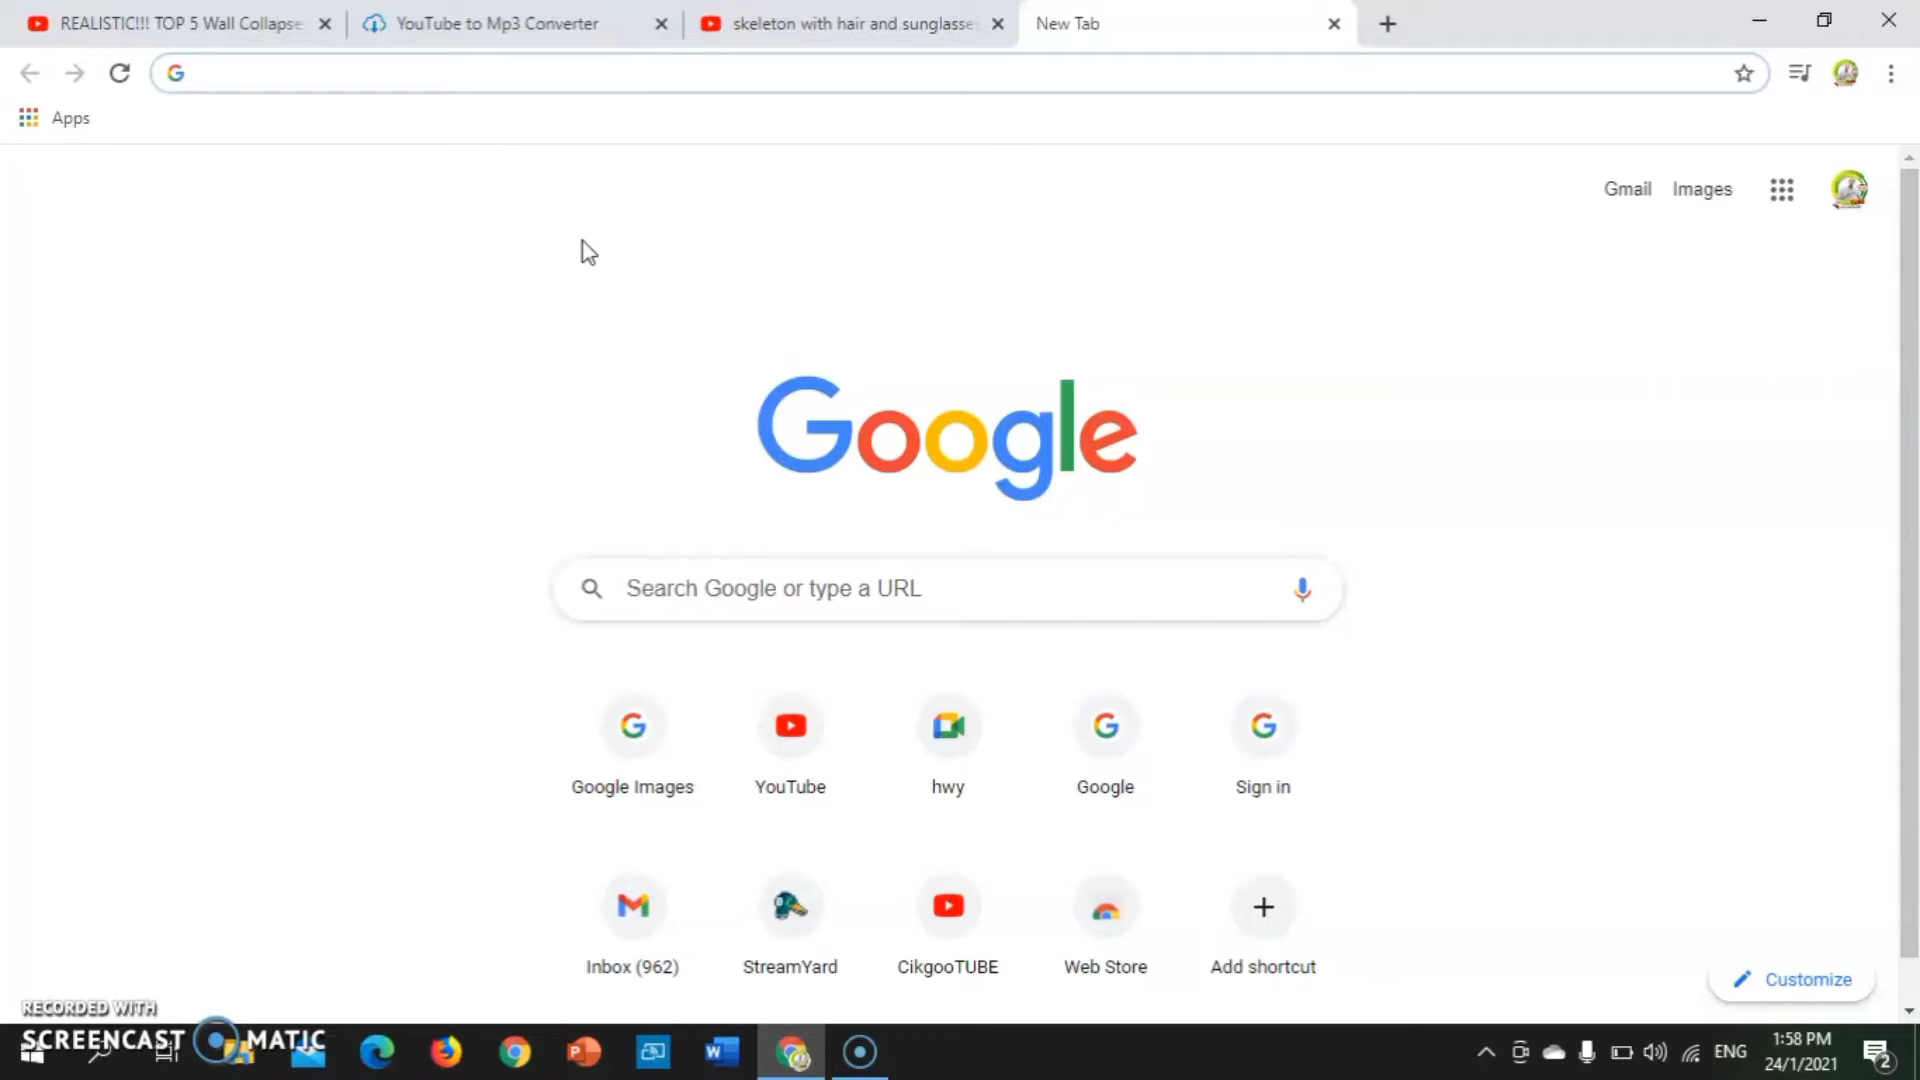 REALISTIC!!! TOP 5 Wall Collapse
YouTube to Mp3 Converter
skeleton with hair and sunglasse
New Tab
Apps
Gmail
Images
Google
Search Google or type a URL
Google Images
YouTube
hwy
Google
Sign in
Inbox (962)
StreamYard
CikgooTUBE
Web Store
Add shortcut
Customize
RECORDED WITH
SCREENCAST MATIC
ENG
1:58 PM
24/1/2021
2